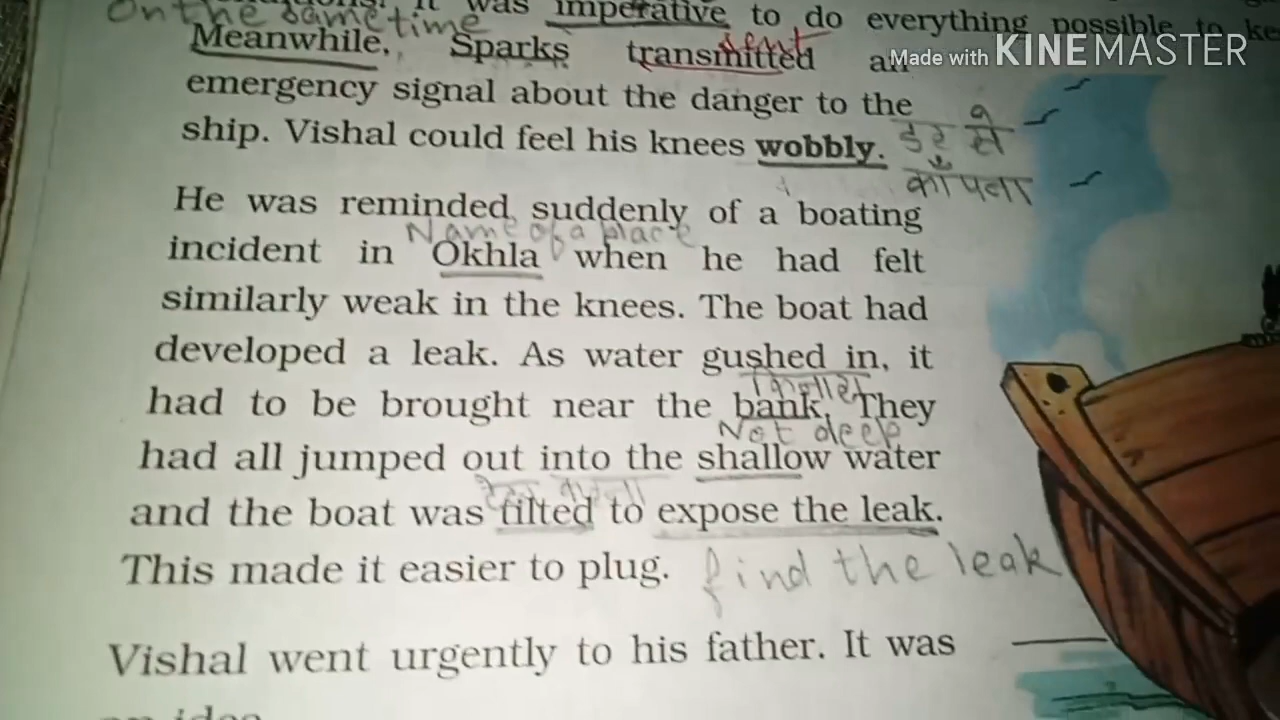 On the same time
was imperative to do everything possible to ke
Meanwhile, Sparks transmitted an
sent
Made with KINEMASTER
emergency signal about the danger to the
ship. Vishal could feel his knees wobbly.
डर से
काँपना
He was reminded suddenly of a boating
Name of a place
incident in Okhla when he had felt
similarly weak in the knees. The boat had
developed a leak. As water gushed in, it
had to be brought near the bank. They
Not deep
had all jumped out into the shallow water
and the boat was tilted to expose the leak.
This made it easier to plug.
find the leak
Vishal went urgently to his father. It was
an idea